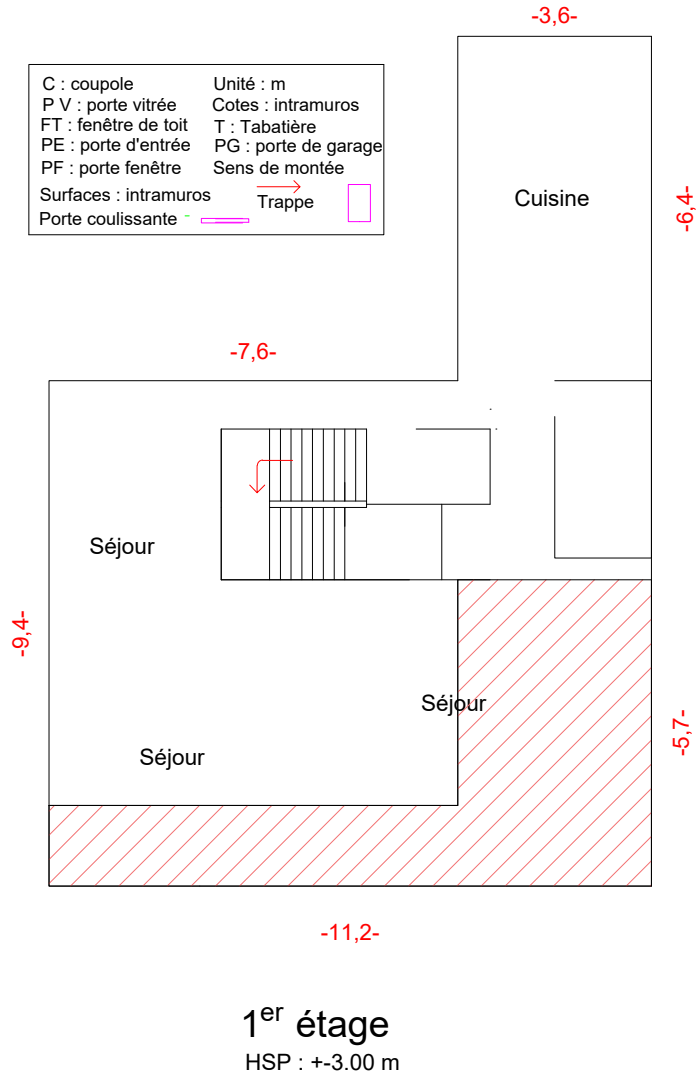 -3,6-
C : coupole Unité : m
P V : porte vitrée Cotes : intramuros
FT : fenêtre de toit T : Tabatière
PE : porte d'entrée PG : porte de garage
PF : porte fenêtre Sens de montée
Surfaces : intramuros
Trappe
Porte coulissante
Cuisine
-6,4-
-7,6-
Séjour
-9,4-
Séjour
-5,7-
Séjour
-11,2-
1er étage
HSP : +-3.00 m